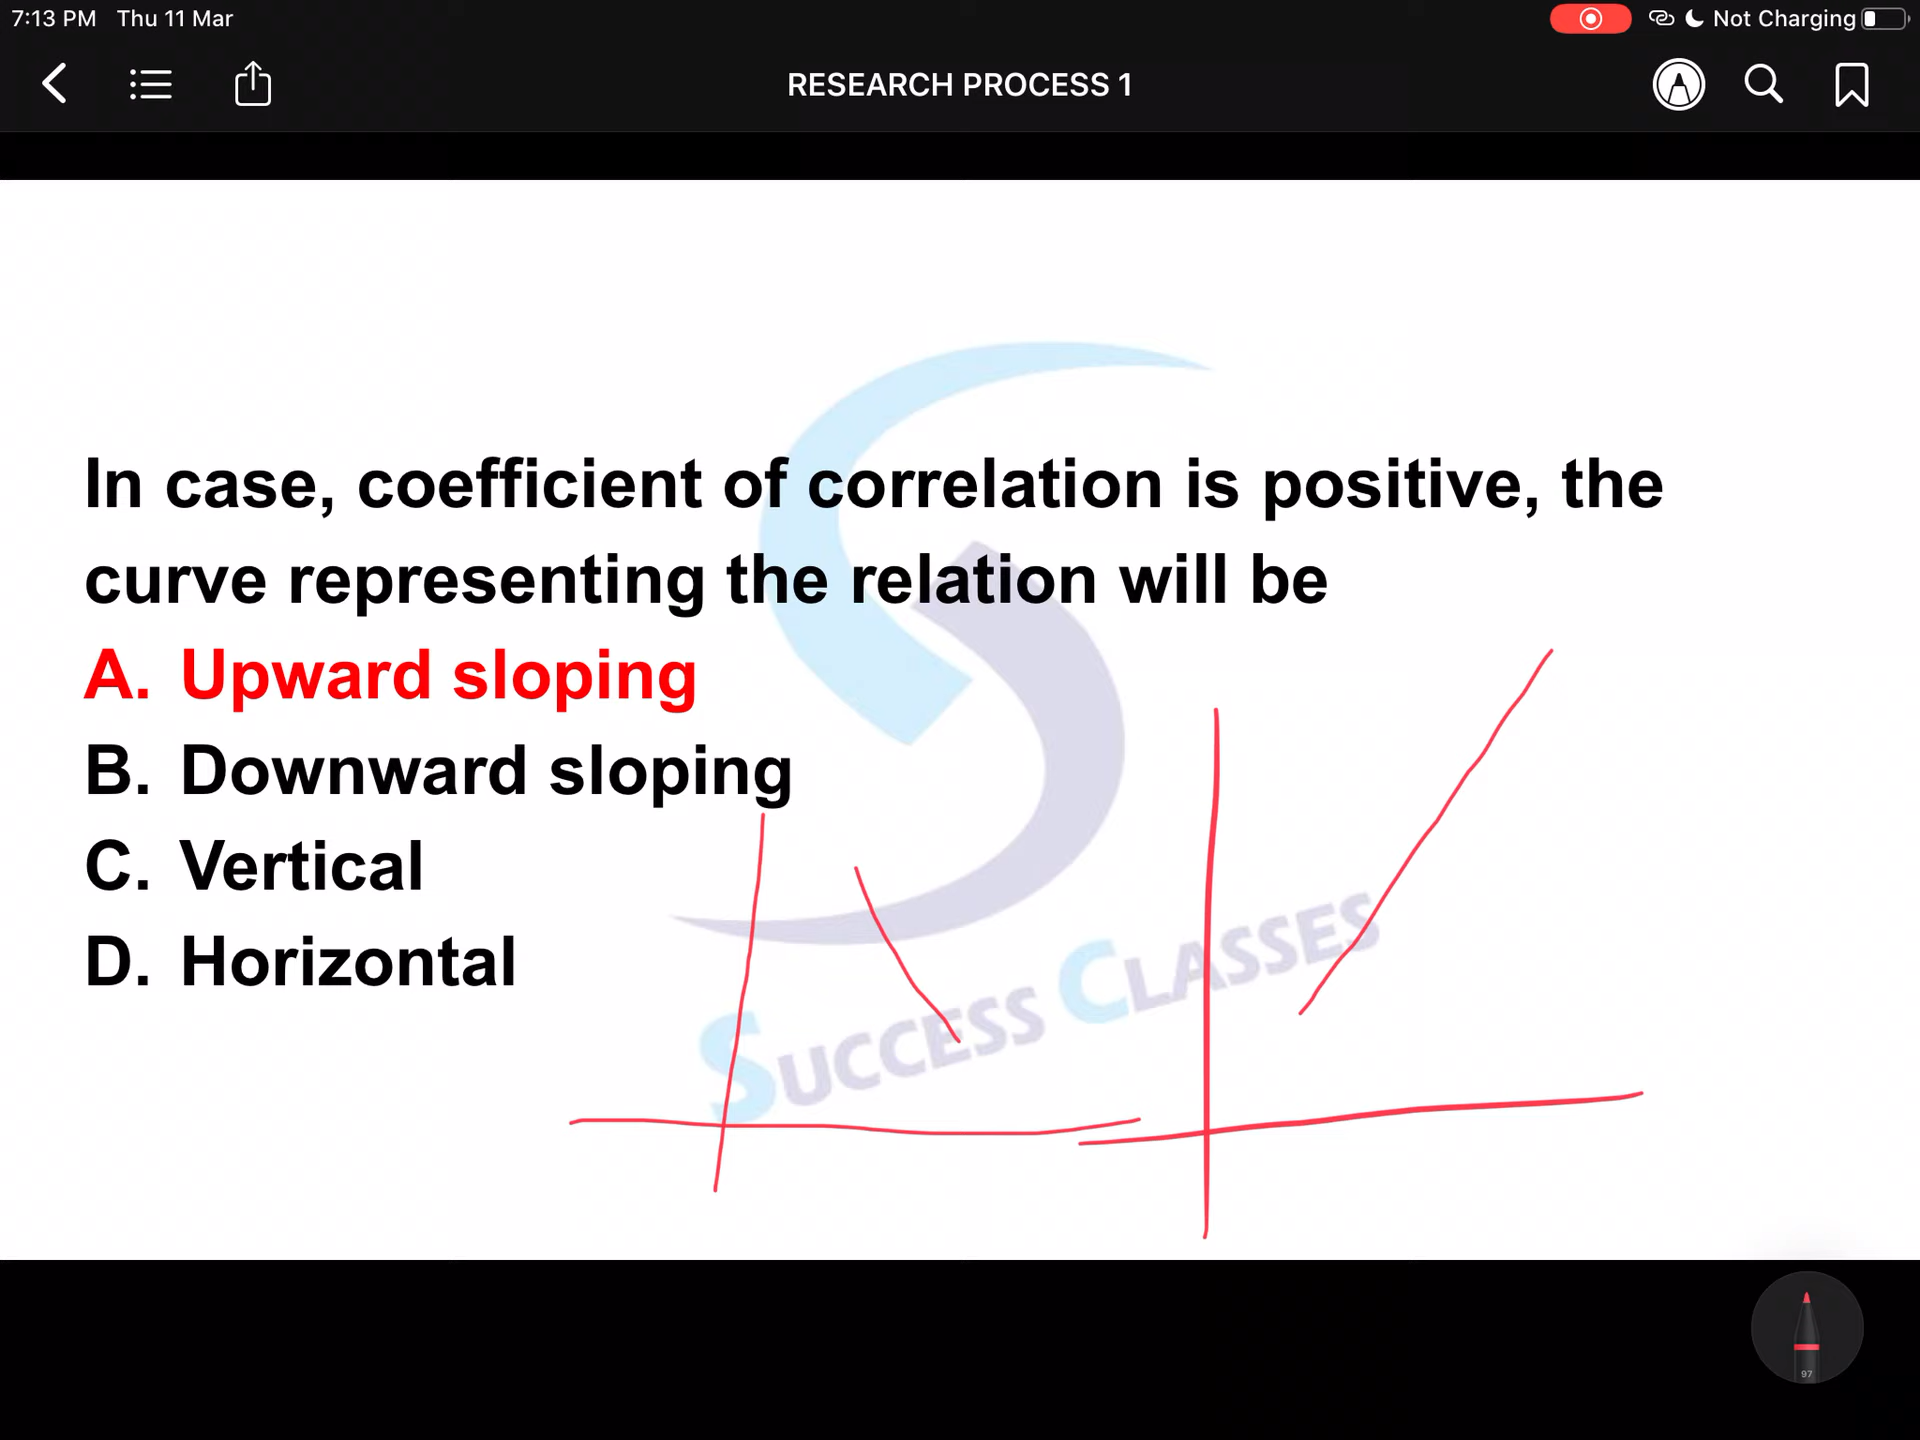 7:13 PM Thu 11 Mar
Not Charging
RESEARCH PROCESS 1
In case, coefficient of correlation is positive, the
curve representing the relation will be
A. Upward sloping
B. Downward sloping
C. Vertical
D. Horizontal
SUCCESS CLASSES
97